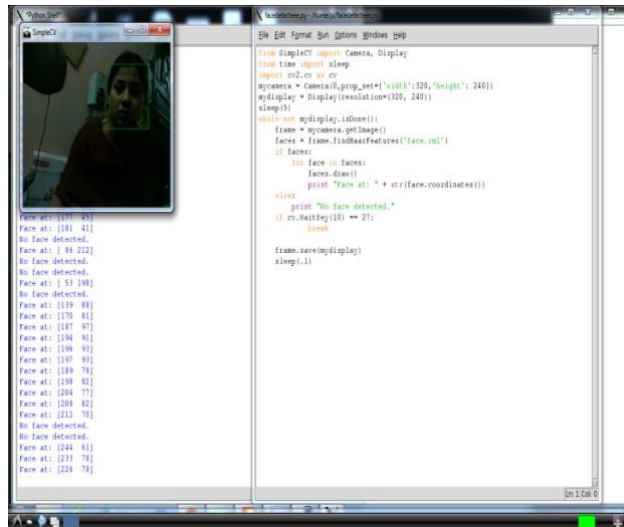 *Python Shell*
SimpleCV
Face at: [177 45]
Face at: [181 41]
No face detected.
Face at: [ 86 212]
No face detected.
No face detected.
Face at: [ 53 198]
No face detected.
Face at: [139 88]
Face at: [170 81]
Face at: [187 97]
Face at: [194 91]
Face at: [196 93]
Face at: [197 93]
Face at: [189 78]
Face at: [198 82]
Face at: [204 77]
Face at: [208 82]
Face at: [212 70]
No face detected.
No face detected.
Face at: [244 61]
Face at: [233 78]
Face at: [226 78]
File Edit Format Run Options Windows Help
from SimpleCV import Camera, Display
from time import sleep
import cv2.cv as cv
mycamera = Camera(0,prop_set={'width':320,'height': 240})
mydisplay = Display(resolution=(320, 240))
sleep(5)
while not mydisplay.isDone():
frame = mycamera.getImage()
faces = frame.findHaarFeatures('face.xml')
if faces:
for face in faces:
faces.draw()
print "Face at: " + str(face.coordinates())
else:
print "No face detected."
if cv.WaitKey(10) == 27:
break
frame.save(mydisplay)
sleep(.1)
Ln: 1 Col: 0